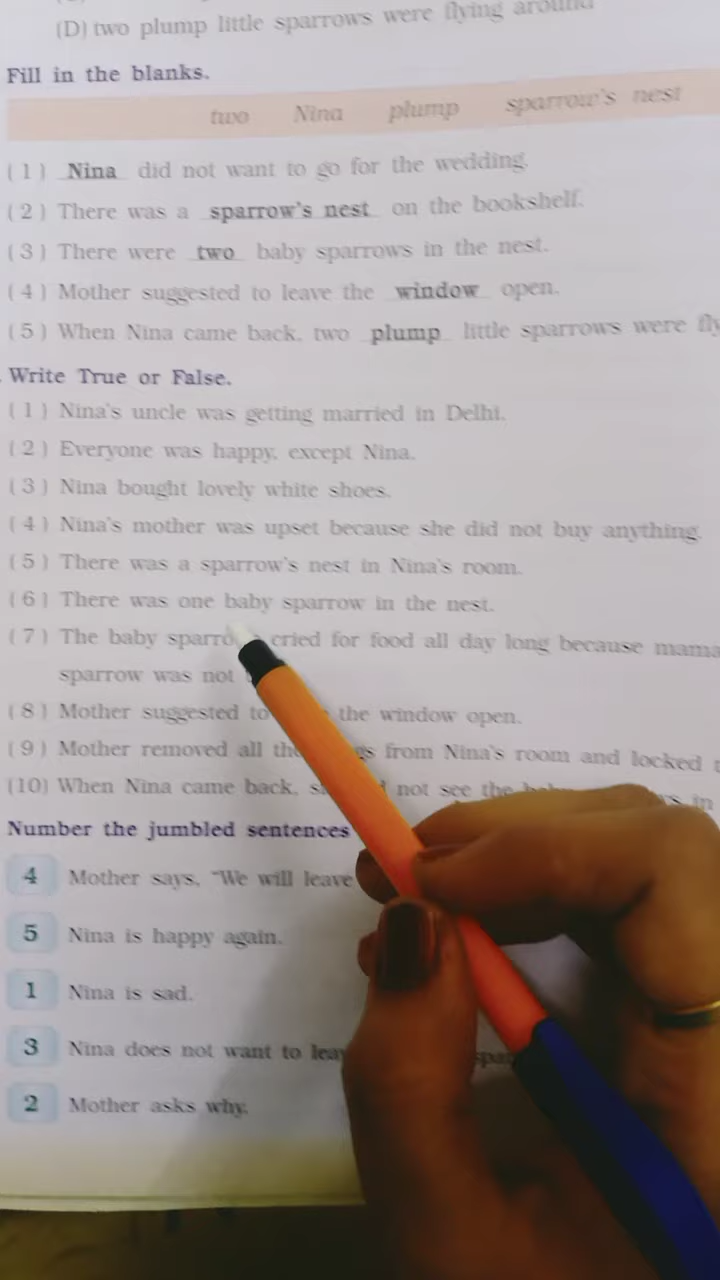 (D) two plump little sparrows were flying around
Fill in the blanks.
two Nina plump sparrow's nest
(1) Nina did not want to go for the wedding.
(2) There was a sparrow's nest on the bookshelf.
(3) There were two baby sparrows in the nest.
(4) Mother suggested to leave the window open.
(5) When Nina came back, two plump little sparrows were fly
Write True or False.
(1) Nina's uncle was getting married in Delhi.
(2) Everyone was happy, except Nina.
(3) Nina bought lovely white shoes.
(4) Nina's mother was upset because she did not buy anything.
(5) There was a sparrow's nest in Nina's room.
(6) There was one baby sparrow in the nest.
(7) The baby cried for food all day long because mama
sparrow was not
(8) Mother suggested to the window open.
(9) Mother removed all from Nina's room and locked
(10) When Nina came back, not see the in
Number the jumbled sentences
4 Mother says, "We will leave
5 Nina is happy again.
1 Nina is sad.
3 Nina does not want to
2 Mother asks why.